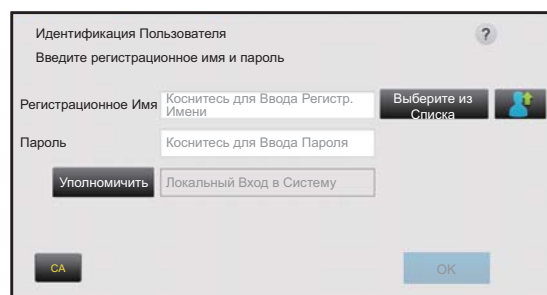 Идентификация Пользователя
?
Введите регистрационное имя и пароль
Регистрационное Имя
Коснитесь для Ввода Регистр.
Имени
Выберите из
Списка
Пароль
Коснитесь для Ввода Пароля
Уполномичить
Локальный Вход в Систему
CA
OK